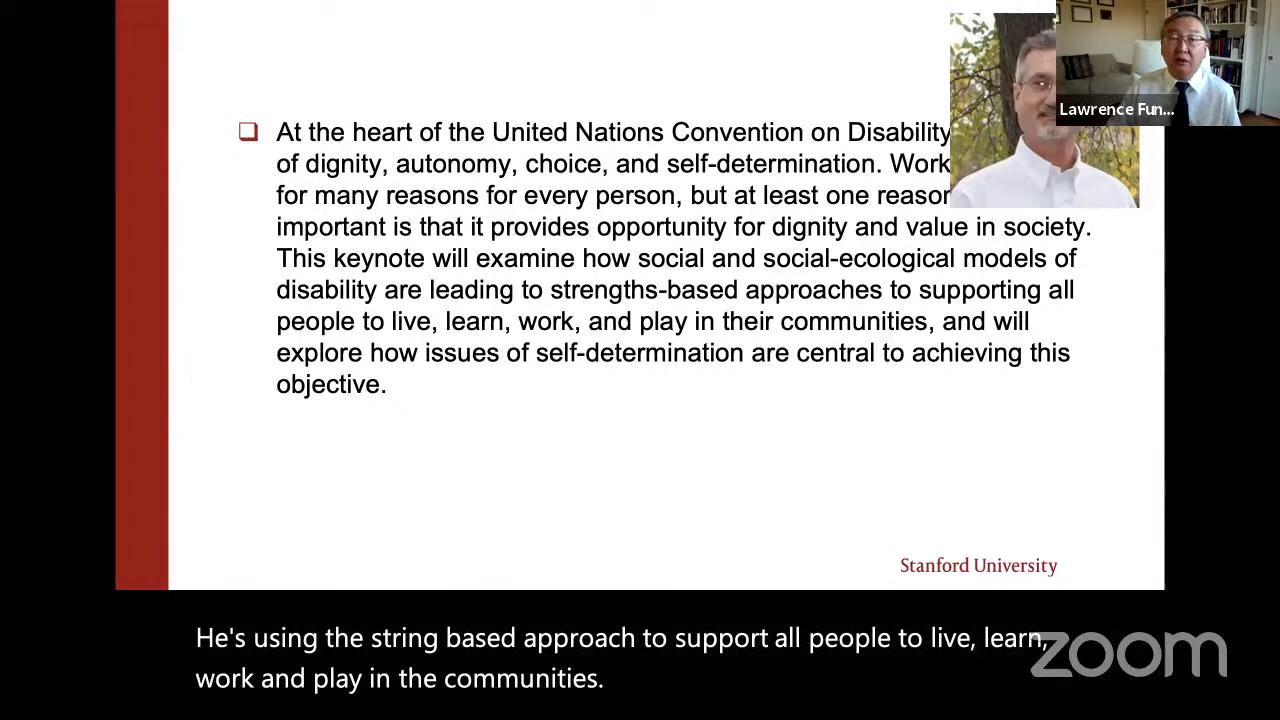 Lawrence Fun...
At the heart of the United Nations Convention on Disability
of dignity, autonomy, choice, and self-determination. Work
for many reasons for every person, but at least one reason
important is that it provides opportunity for dignity and value in society.
This keynote will examine how social and social-ecological models of
disability are leading to strengths-based approaches to supporting all
people to live, learn, work, and play in their communities, and will
explore how issues of self-determination are central to achieving this
objective.
Stanford University
He's using the string based approach to support all people to live, learn,
work and play in the communities.
zoom